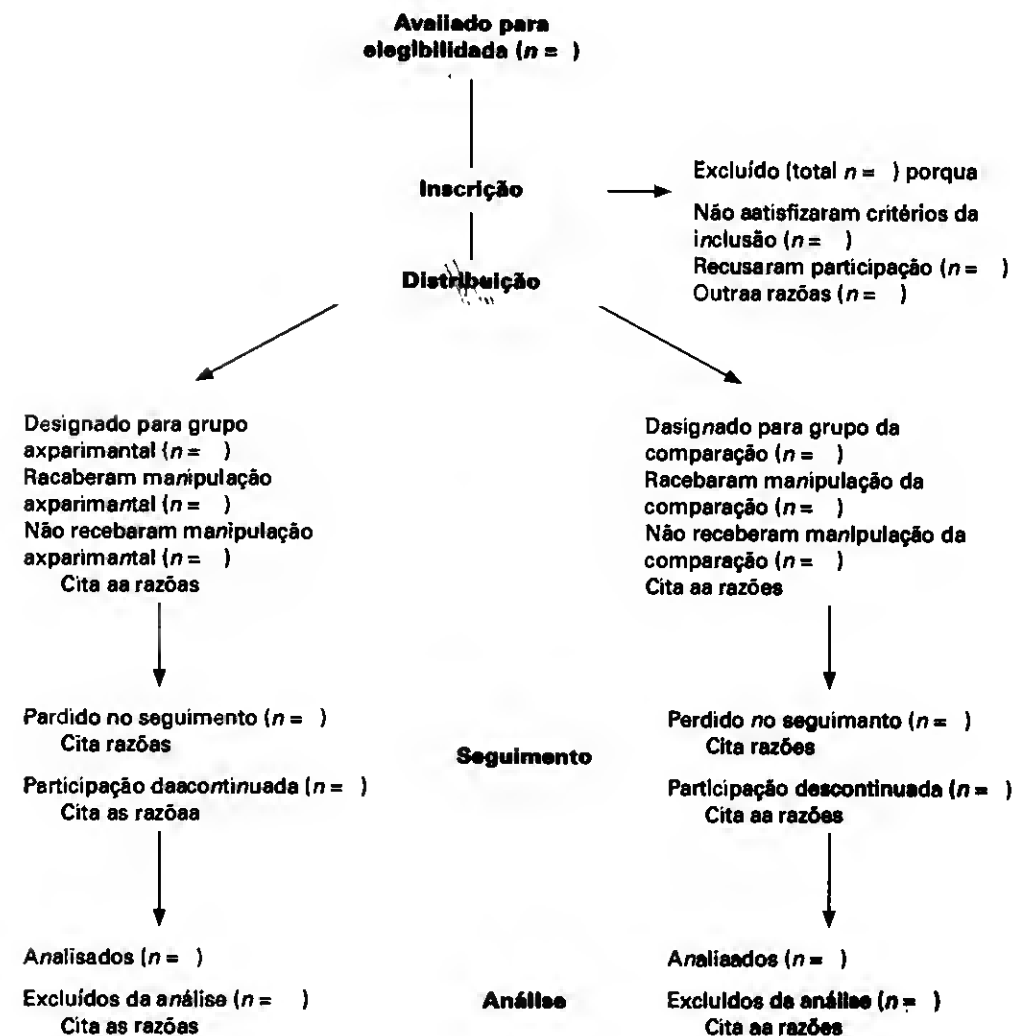 Avaliado para
elegibilidada (n = )
Inscrição
Excluído (total n = ) porqua
Não aatisfizaram critérios da
inclusão (n = )
Recusaram participação (n = )
Outraa razõas (n = )
Distribuição
Designado para grupo
axparimantal (n = )
Racaberam manipulação
axparimantal (n = )
Não recebaram manipulação
axparimantal (n = )
Cita aa razõas
Dasignado para grupo da
comparação (n = )
Racebaram manipulação da
comparação (n = )
Não receberam manipulação da
comparação (n = )
Cita aa razões
Pardido no seguimento (n = )
Cita razõas
Participação daacontinuada (n = )
Cita as razõaa
Seguimento
Perdido no seguimanto (n = )
Cita razões
Participação descontinuada (n = )
Cita aa razões
Analisados (n = )
Excluídos da análise (n = )
Cita as razõas
Análise
Analiaados (n = )
Excluídos da análise (n = )
Cita aa razões